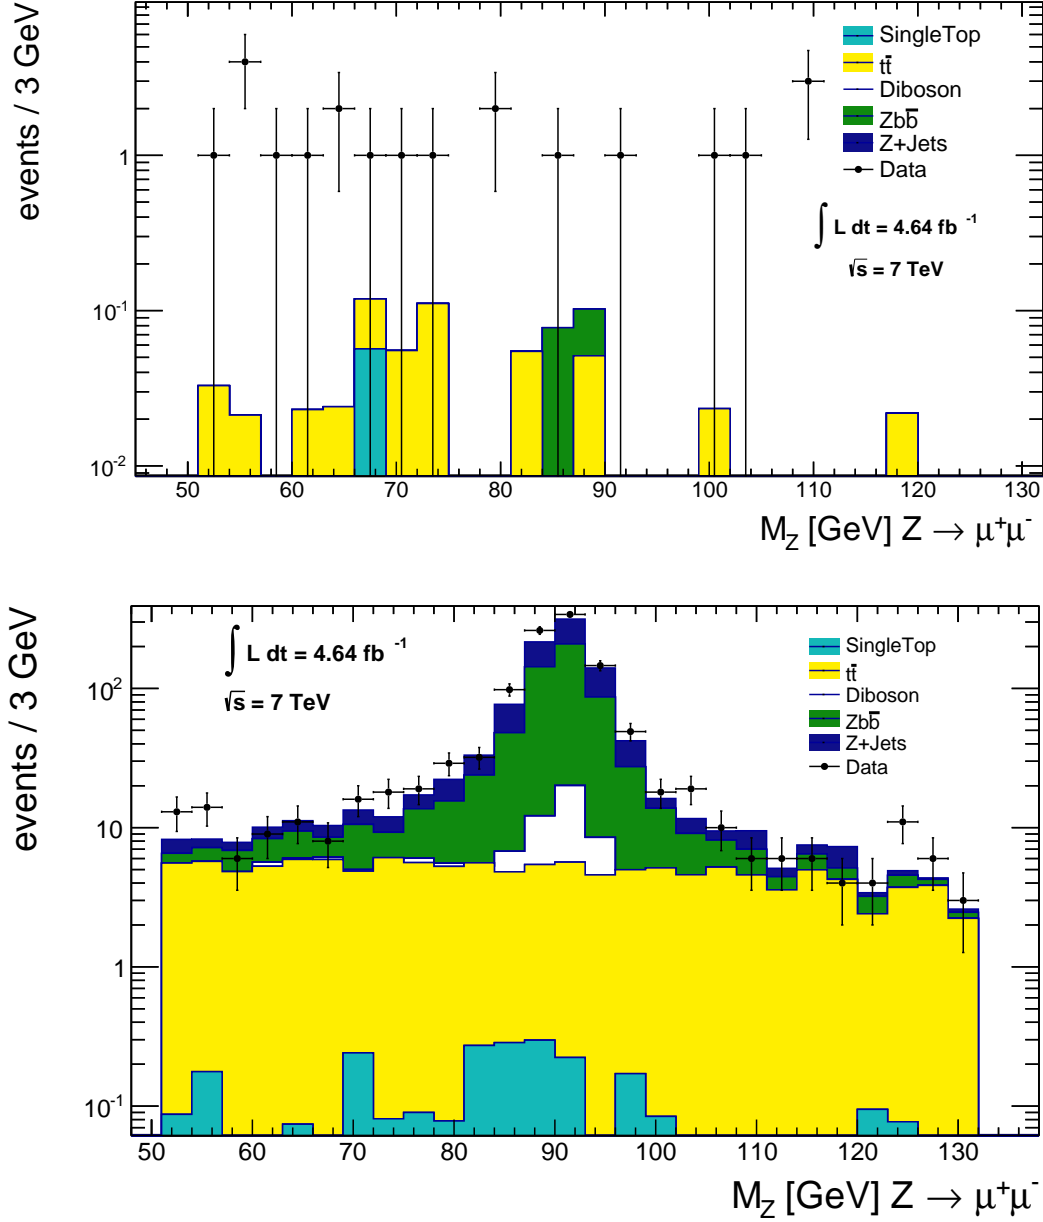 events / 3 GeV
SingleTop
tt̄
Diboson
Zbb̄
Z+Jets
Data
∫ L dt = 4.64 fb⁻¹
√s = 7 TeV
1
10⁻¹
10⁻²
50 60 70 80 90 100 110 120 130
M_Z [GeV] Z → μ⁺μ⁻
events / 3 GeV
∫ L dt = 4.64 fb⁻¹
√s = 7 TeV
SingleTop
tt̄
Diboson
Zbb̄
Z+Jets
Data
10²
10
1
10⁻¹
50 60 70 80 90 100 110 120 130
M_Z [GeV] Z → μ⁺μ⁻